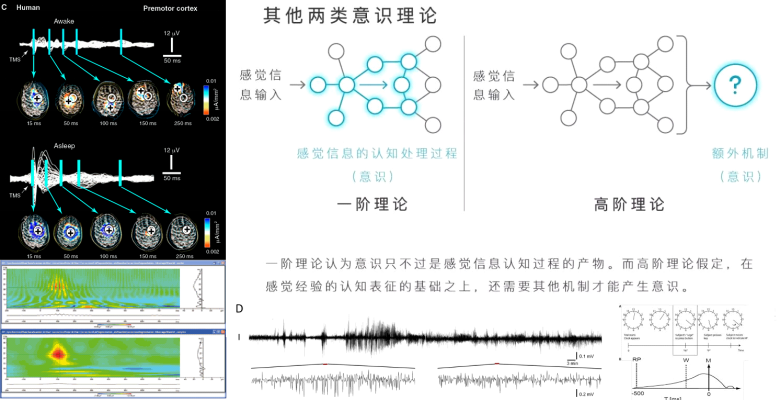 C
Human
Premotor cortex
Awake
12 μV
50 ms
TMS
0.01
μA/mm²
0.002
15 ms
50 ms
100 ms
150 ms
250 ms
Asleep
12 μV
50 ms
TMS
0.01
μA/mm²
0.002
15 ms
50 ms
100 ms
150 ms
250 ms
其他两类意识理论
感觉信
息输入
感觉信息的认知处理过程
(意识)
一阶理论
感觉信
息输入
?
额外机制
(意识)
高阶理论
一阶理论认为意识只不过是感觉信息认知过程的产物。而高阶理论假定,在
感觉经验的认知表征的基础之上,还需要其他机制才能产生意识。
D
I
0.1 mV
0.2 mV
RP
W
M
-500
0
T [ms]